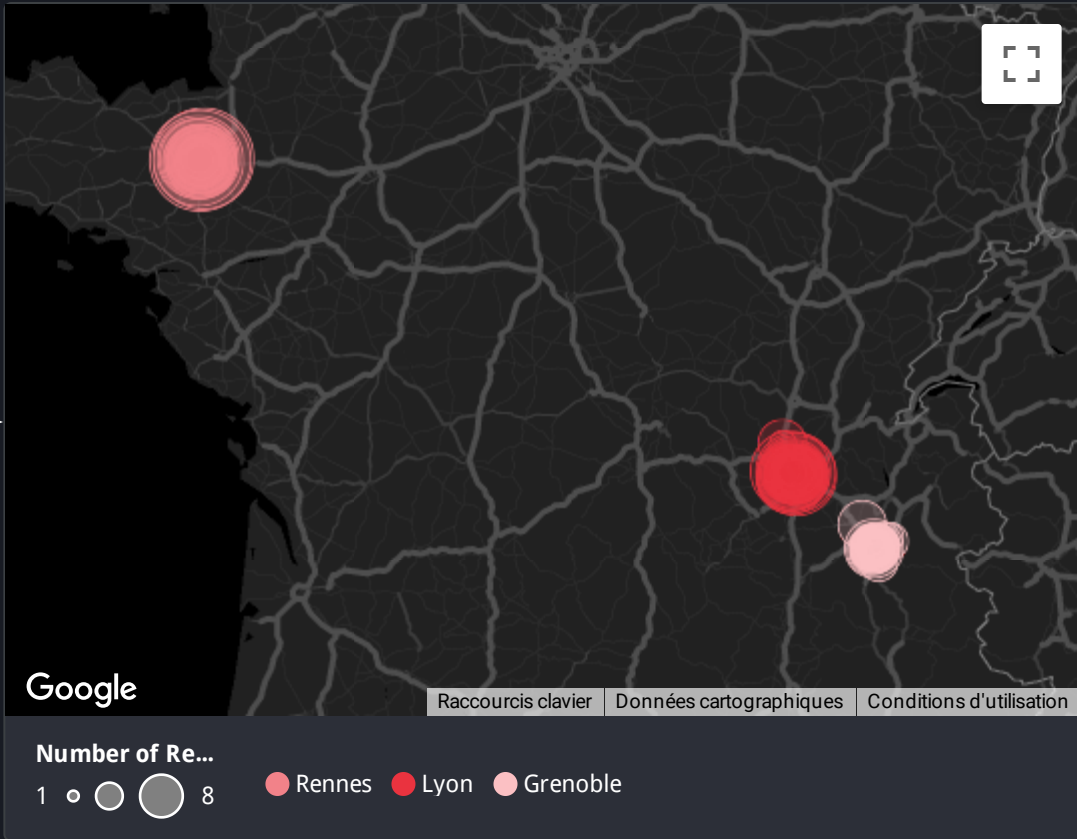 Google
Raccourcis clavier Données cartographiques Conditions d'utilisation
Number of Re...
1 8 Rennes Lyon Grenoble